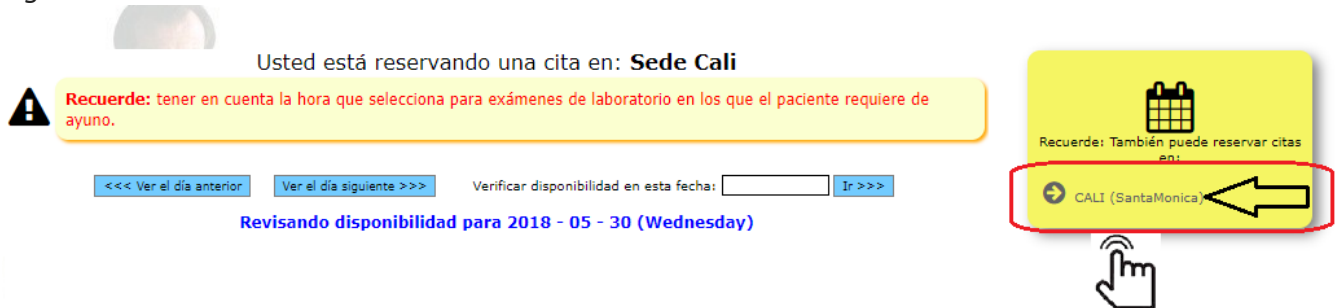 Usted está reservando una cita en: Sede Cali
Recuerde: tener en cuenta la hora que selecciona para exámenes de laboratorio en los que el paciente requiere de
ayuno.
<<< Ver el día anterior
Ver el día siguiente >>>
Verificar disponibilidad en esta fecha:
Ir >>>
Revisando disponibilidad para 2018 - 05 - 30 (Wednesday)
Recuerde: También puede reservar citas
en:
CALI (SantaMonica)